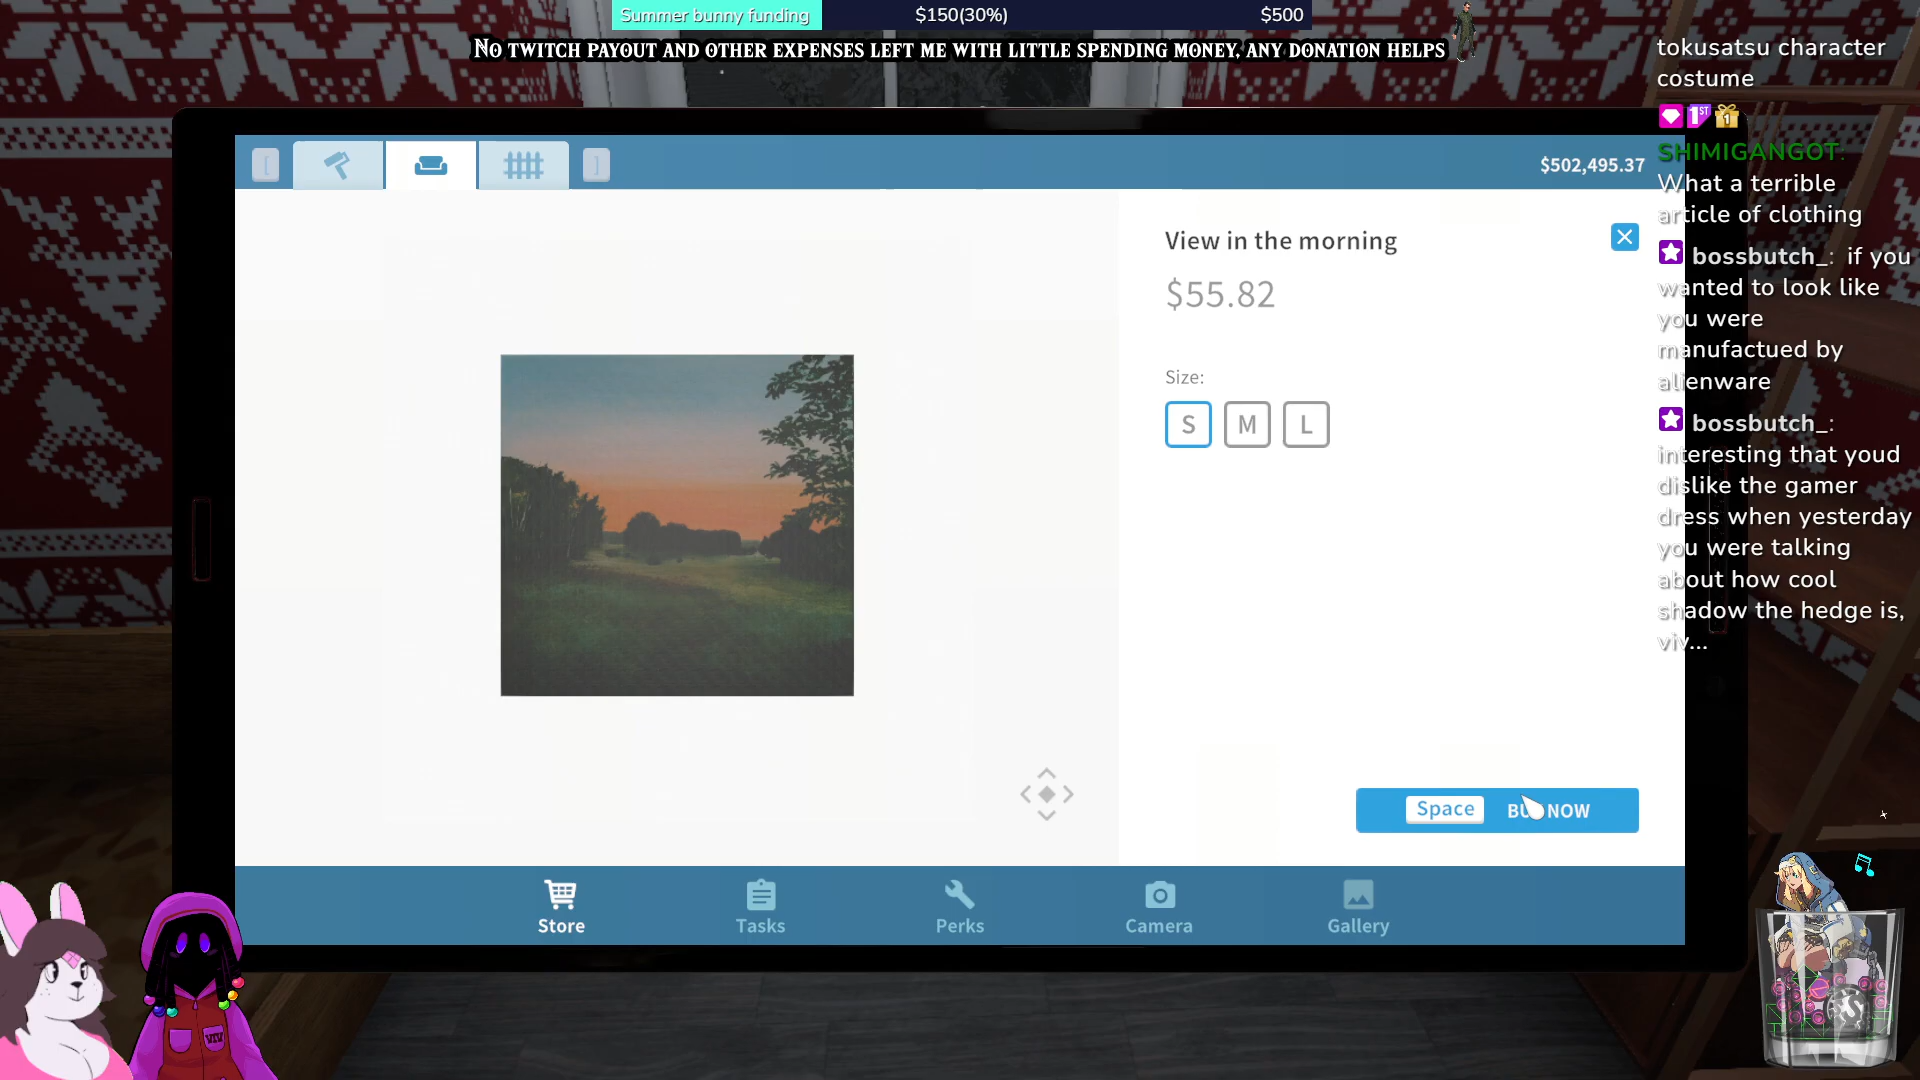 Summer bunny funding $150(30%) $500
No twitch payout and other expenses left me with little spending money, any donation helps
[ ] $502,495.37
View in the morning
$55.82
Size:
S M L
Space BUY NOW
Store Tasks Perks Camera Gallery
tokusatsu character
costume
1ST 1
SHIMIGANGOT:
What a terrible
article of clothing
bossbutch_: if you
wanted to look like
you were
manufactued by
alienware
bossbutch_:
interesting that youd
dislike the gamer
dress when yesterday
you were talking
about how cool
shadow the hedge is,
viv...
VIV